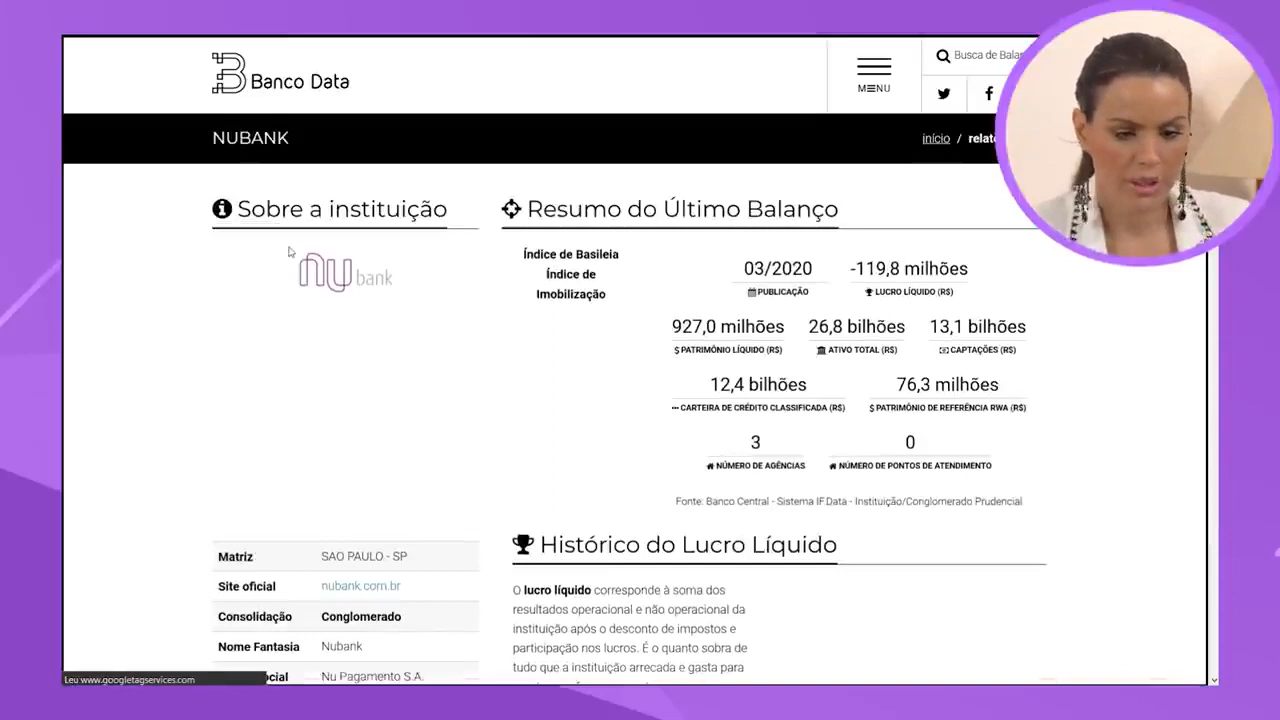 Banco Data
MENU
Busca de Balan
NUBANK
início / relató
Sobre a instituição
nu bank
Resumo do Último Balanço
Índice de Basileia
Índice de
Imobilização
03/2020
PUBLICAÇÃO
-119,8 milhões
LUCRO LÍQUIDO (R$)
927,0 milhões
PATRIMÔNIO LÍQUIDO (R$)
26,8 bilhões
ATIVO TOTAL (R$)
13,1 bilhões
CAPTAÇÕES (R$)
12,4 bilhões
CARTEIRA DE CRÉDITO CLASSIFICADA (R$)
76,3 milhões
PATRIMÔNIO DE REFERÊNCIA RWA (R$)
3
NÚMERO DE AGÊNCIAS
0
NÚMERO DE PONTOS DE ATENDIMENTO
Fonte: Banco Central - Sistema IF.Data - Instituição/Conglomerado Prudencial
Matriz SAO PAULO - SP
Site oficial nubank.com.br
Consolidação Conglomerado
Nome Fantasia Nubank
ocial Nu Pagamento S.A.
Histórico do Lucro Líquido
O lucro líquido corresponde à soma dos
resultados operacional e não operacional da
instituição após o desconto de impostos e
participação nos lucros. É o quanto sobra de
tudo que a instituição arrecada e gasta para
Leu www.googletagservices.com